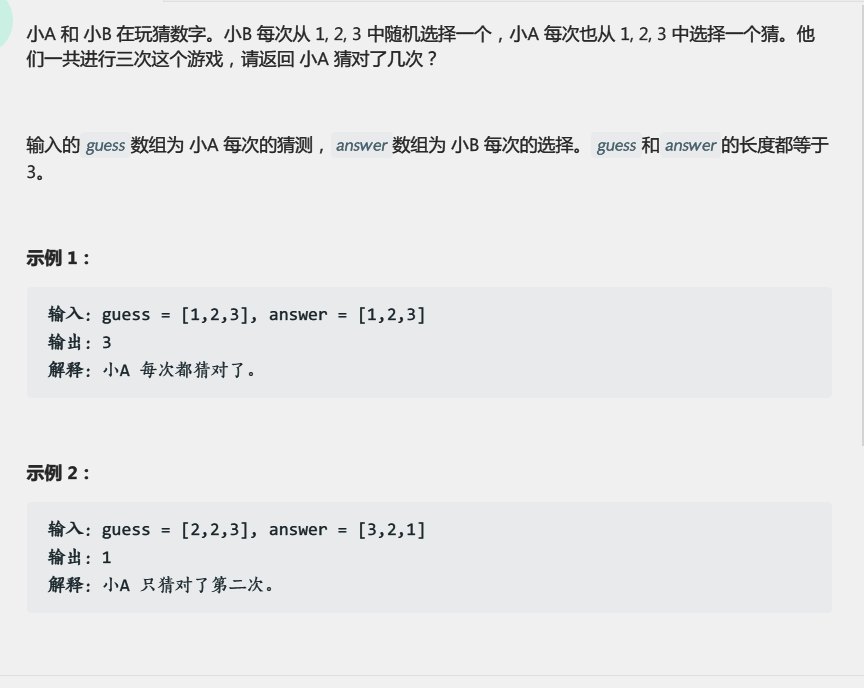 小A 和 小B 在玩猜数字。小B 每次从 1, 2, 3 中随机选择一个，小A 每次也从 1, 2, 3 中选择一个猜。他
们一共进行三次这个游戏，请返回 小A 猜对了几次？
输入的 guess 数组为 小A 每次的猜测，answer 数组为 小B 每次的选择。guess 和 answer 的长度都等于
3。
示例 1：
输入: guess = [1,2,3], answer = [1,2,3]
输出: 3
解释: 小A 每次都猜对了。
示例 2：
输入: guess = [2,2,3], answer = [3,2,1]
输出: 1
解释: 小A 只猜对了第二次。